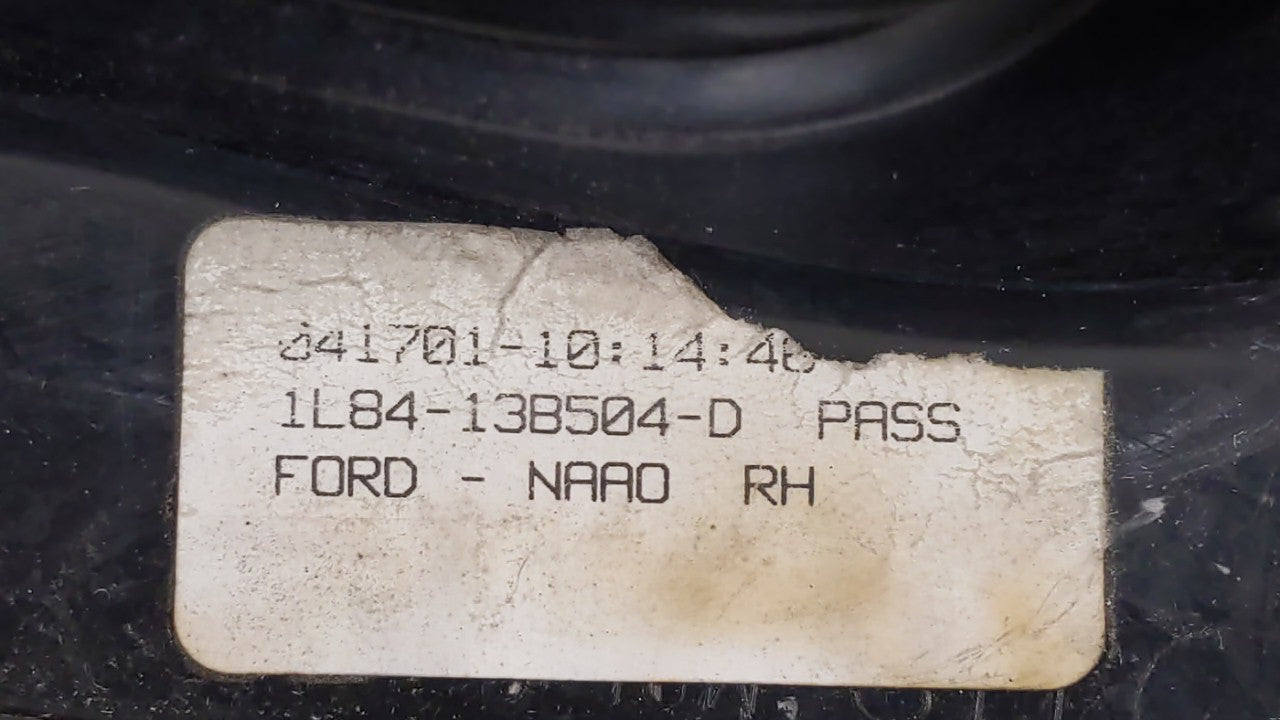 041701-10:14:46
1L84-13B504-D PASS
FORD - NAAO RH